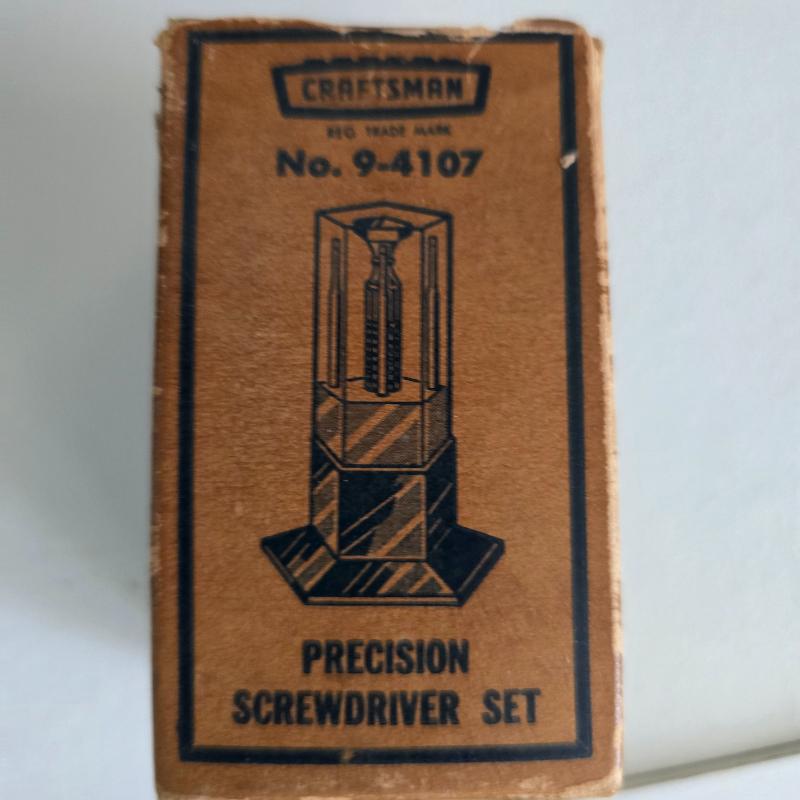 CRAFTSMAN
REG. TRADE MARK
No. 9-4107
PRECISION
SCREWDRIVER SET